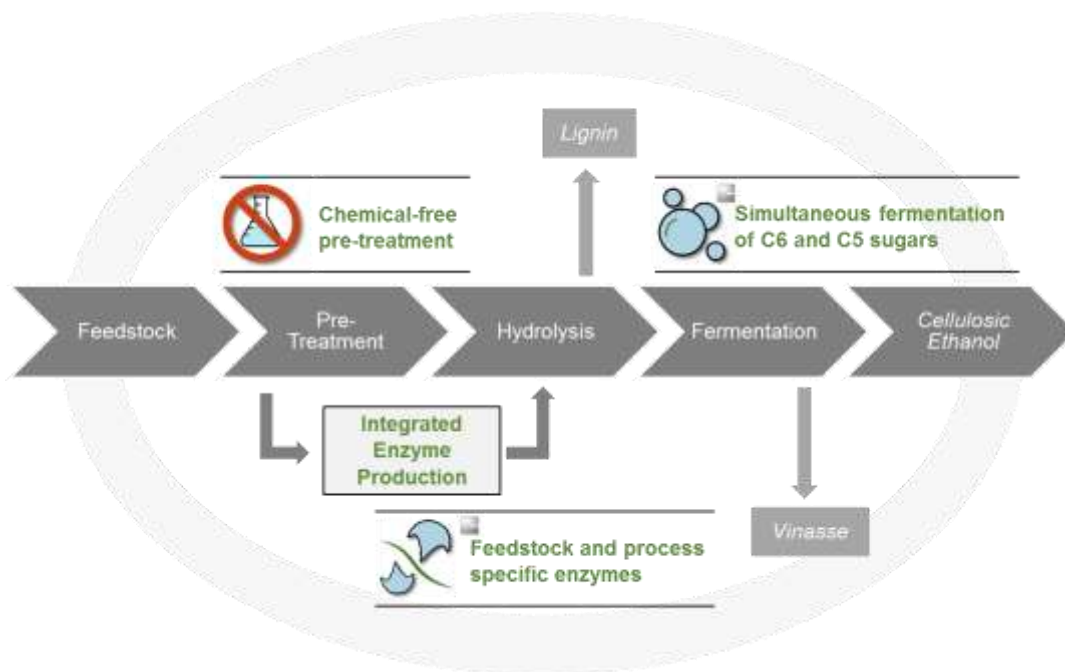 Lignin
Chemical-free
pre-treatment
Simultaneous fermentation
of C6 and C5 sugars
Feedstock
Pre-
Treatment
Hydrolysis
Fermentation
Cellulosic
Ethanol
Integrated
Enzyme
Production
Vinasse
Feedstock and process
specific enzymes